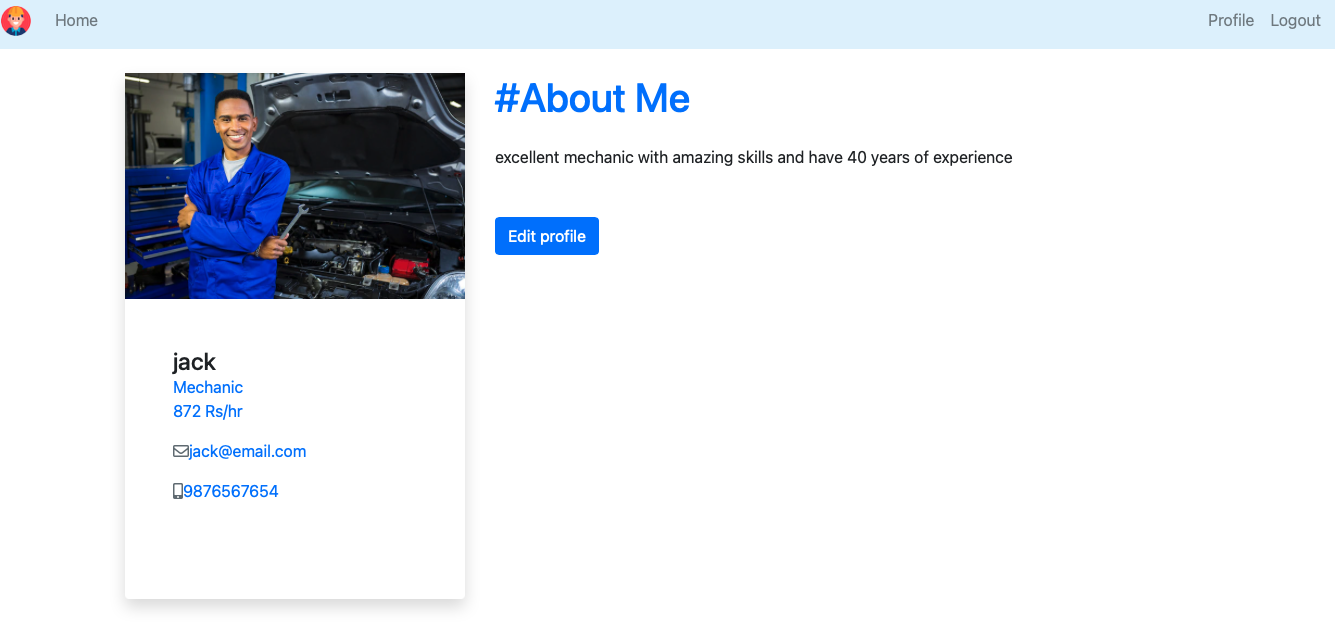 Home
Profile
Logout
#About Me
excellent mechanic with amazing skills and have 40 years of experience
Edit profile
jack
Mechanic
872 Rs/hr
jack@email.com
9876567654